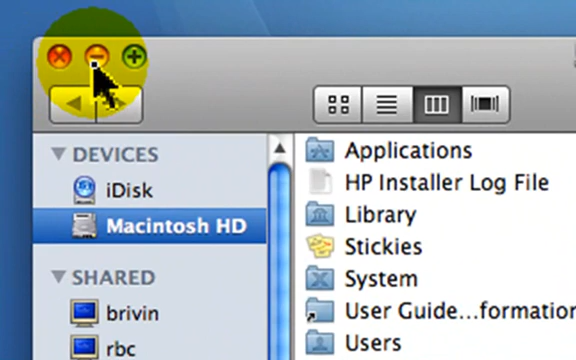 DEVICES
iDisk
Macintosh HD
SHARED
brivin
rbc
Applications
HP Installer Log File
Library
Stickies
System
User Guide...formation
Users